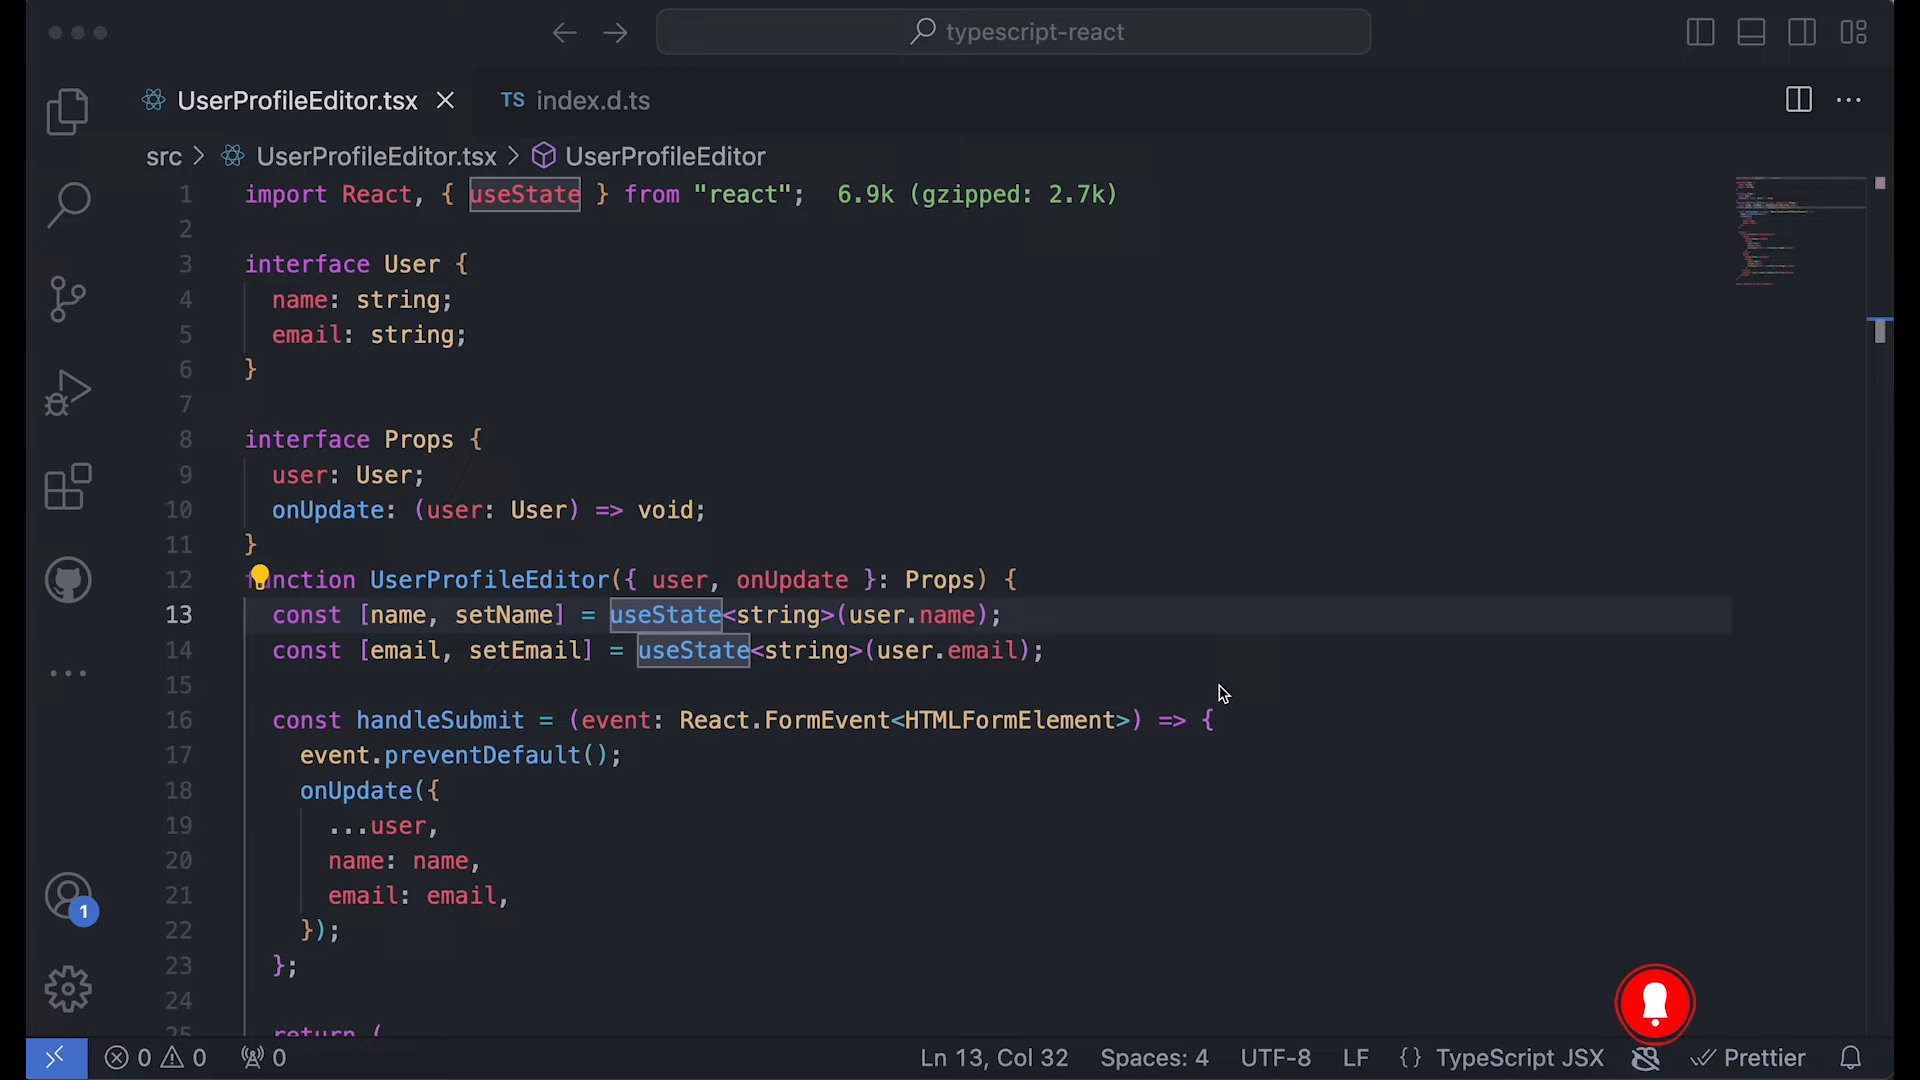 typescript-react
UserProfileEditor.tsx
TS index.d.ts
src > UserProfileEditor.tsx > UserProfileEditor
1 import React, { useState } from "react"; 6.9k (gzipped: 2.7k)
2
3 interface User {
4 name: string;
5 email: string;
6 }
7
8 interface Props {
9 user: User;
10 onUpdate: (user: User) => void;
11 }
12 nction UserProfileEditor({ user, onUpdate }: Props) {
13 const [name, setName] = useState<string>(user.name);
14 const [email, setEmail] = useState<string>(user.email);
15
16 const handleSubmit = (event: React.FormEvent<HTMLFormElement>) => {
17 event.preventDefault();
18 onUpdate({
19 ...user,
20 name: name,
21 email: email,
22 });
23 };
24
25 return (
1
0 0 0
Ln 13, Col 32 Spaces: 4 UTF-8 LF {} TypeScript JSX Prettier